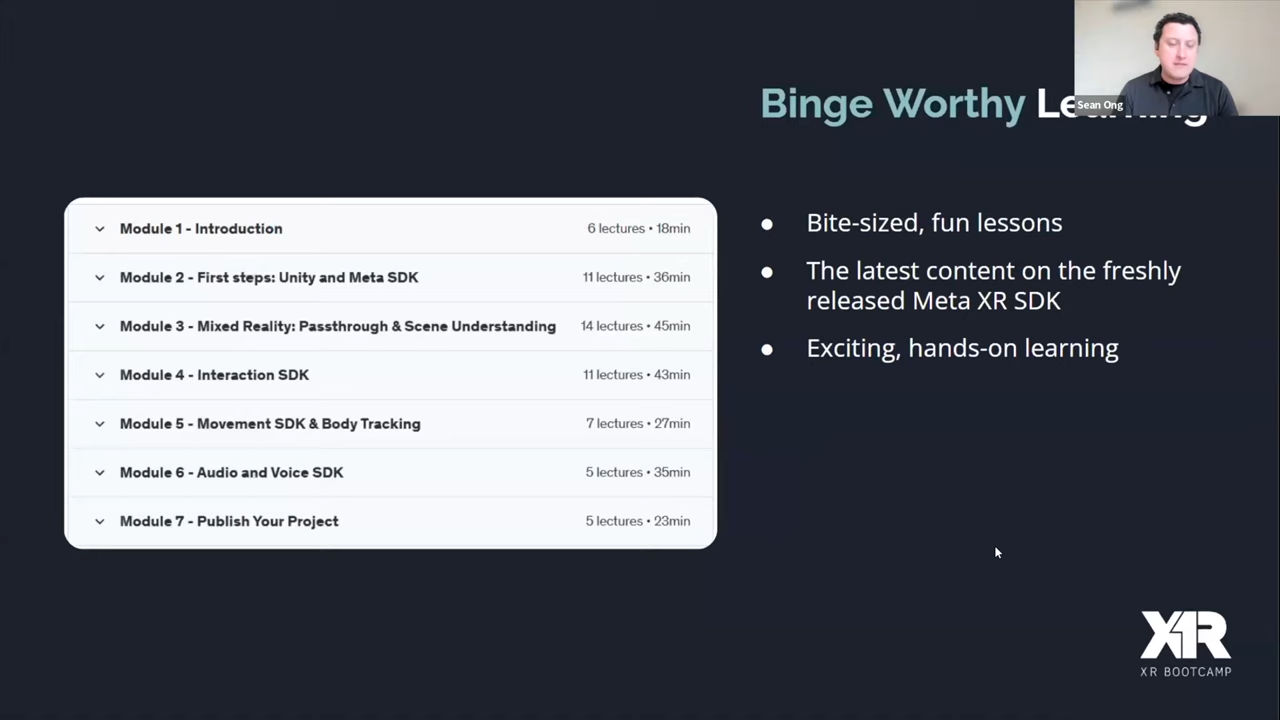 Sean Ong
Binge Worthy Learning
Module 1 - Introduction 6 lectures • 18min
Module 2 - First steps: Unity and Meta SDK 11 lectures • 36min
Module 3 - Mixed Reality: Passthrough & Scene Understanding 14 lectures • 45min
Module 4 - Interaction SDK 11 lectures • 43min
Module 5 - Movement SDK & Body Tracking 7 lectures • 27min
Module 6 - Audio and Voice SDK 5 lectures • 35min
Module 7 - Publish Your Project 5 lectures • 23min
● Bite-sized, fun lessons
● The latest content on the freshly
released Meta XR SDK
● Exciting, hands-on learning
XR
XR BOOTCAMP